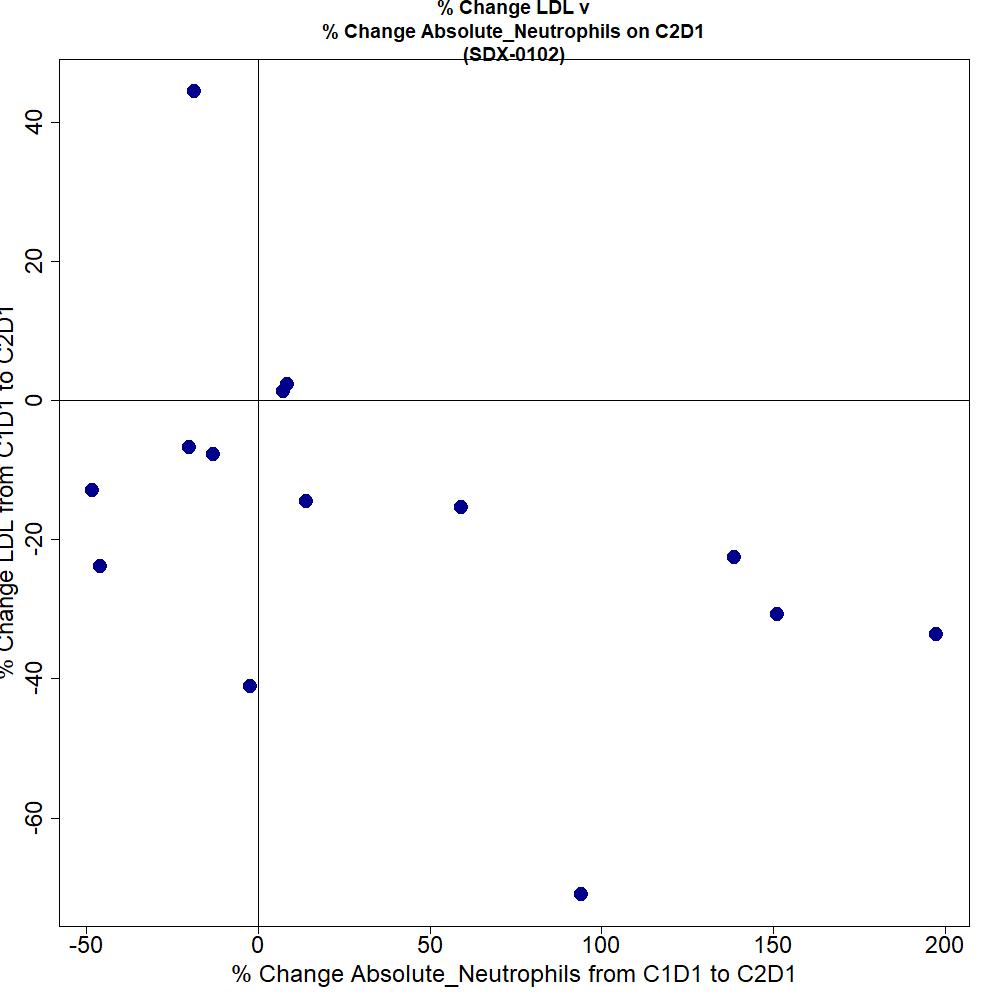 % Change LDL v
% Change Absolute_Neutrophils on C2D1
(SDX-0102)
% Change LDL from C1D1 to C2D1
40
20
0
-20
-40
-60
-50 0 50 100 150 200
% Change Absolute_Neutrophils from C1D1 to C2D1